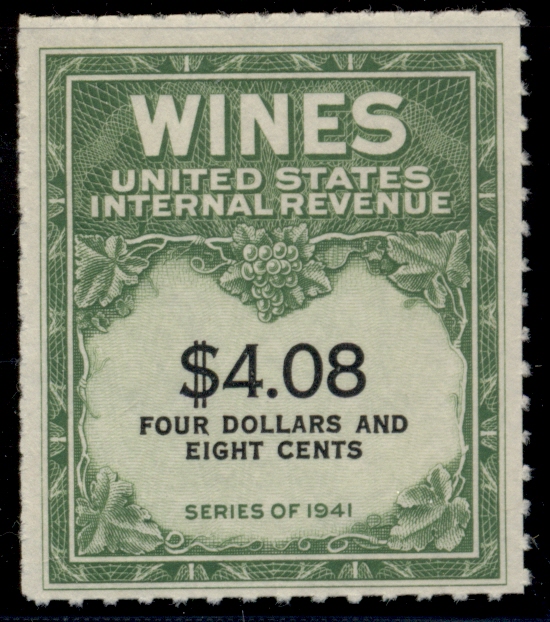 WINES
UNITED STATES
INTERNAL REVENUE
$4.08
FOUR DOLLARS AND
EIGHT CENTS
SERIES OF 1941